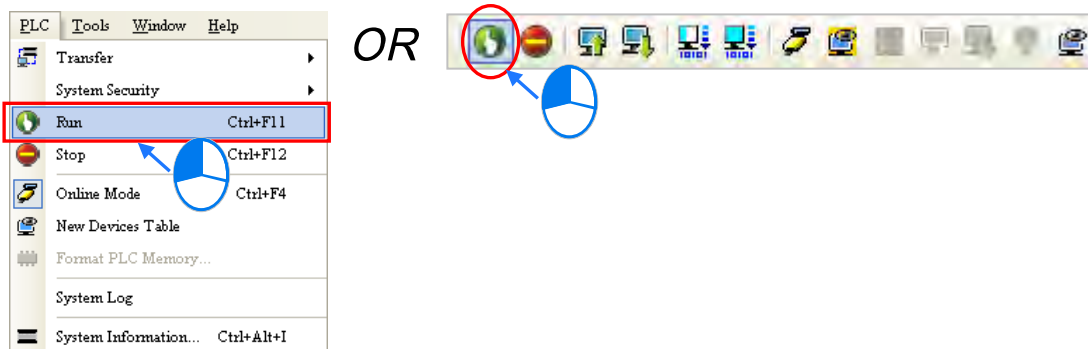 PLC Tools Window Help
Transfer
System Security
Run Ctrl+F11
Stop Ctrl+F12
Online Mode Ctrl+F4
New Devices Table
Format PLC Memory...
System Log
System Information... Ctrl+Alt+I
OR